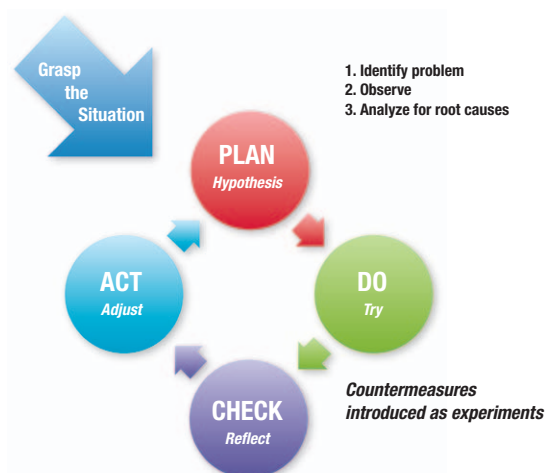 Grasp
the
Situation
1. Identify problem
2. Observe
3. Analyze for root causes
PLAN
Hypothesis
ACT
Adjust
DO
Try
CHECK
Reflect
Countermeasures
introduced as experiments